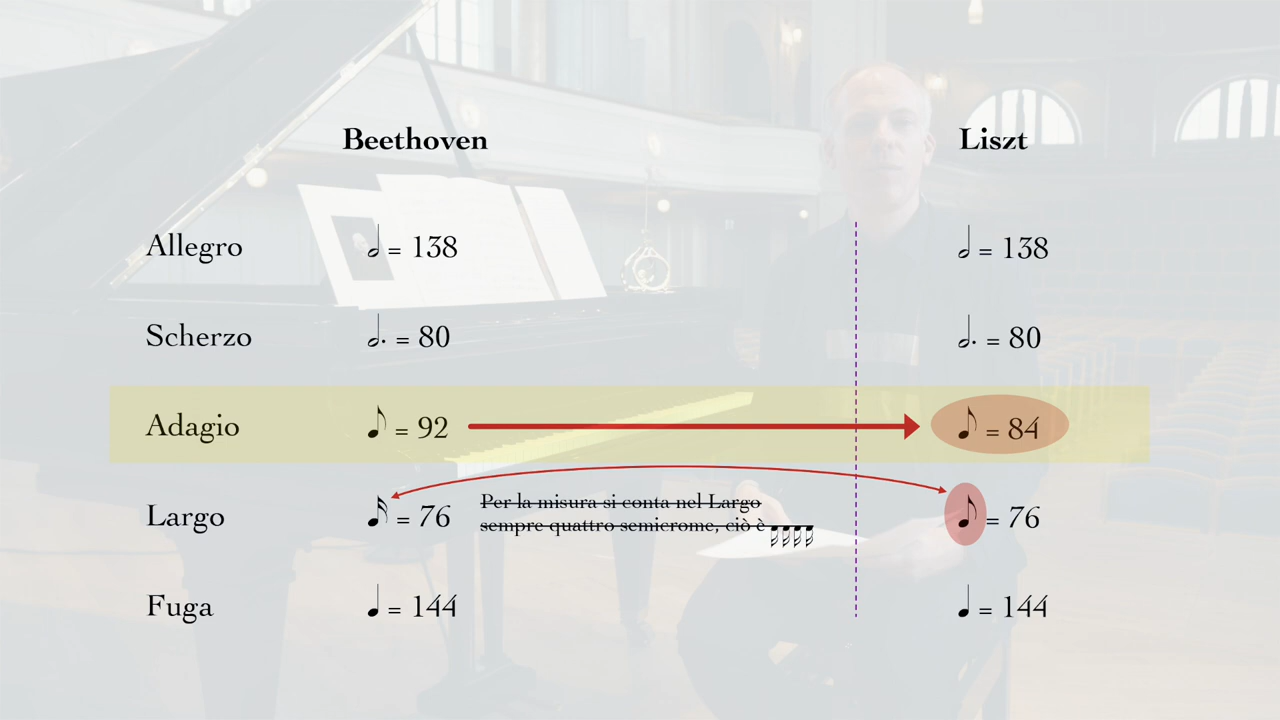 Beethoven Liszt
Allegro 𝅗𝅥 = 138 𝅗𝅥 = 138
Scherzo 𝅗𝅥. = 80 𝅗𝅥. = 80
Adagio ♪ = 92 ♪ = 84
Largo 𝅘𝅥𝅯 = 76 Per la misura si conta nel Largo ♪ = 76
sempre quattro semicrome, ciò è
Fuga ♩ = 144 ♩ = 144